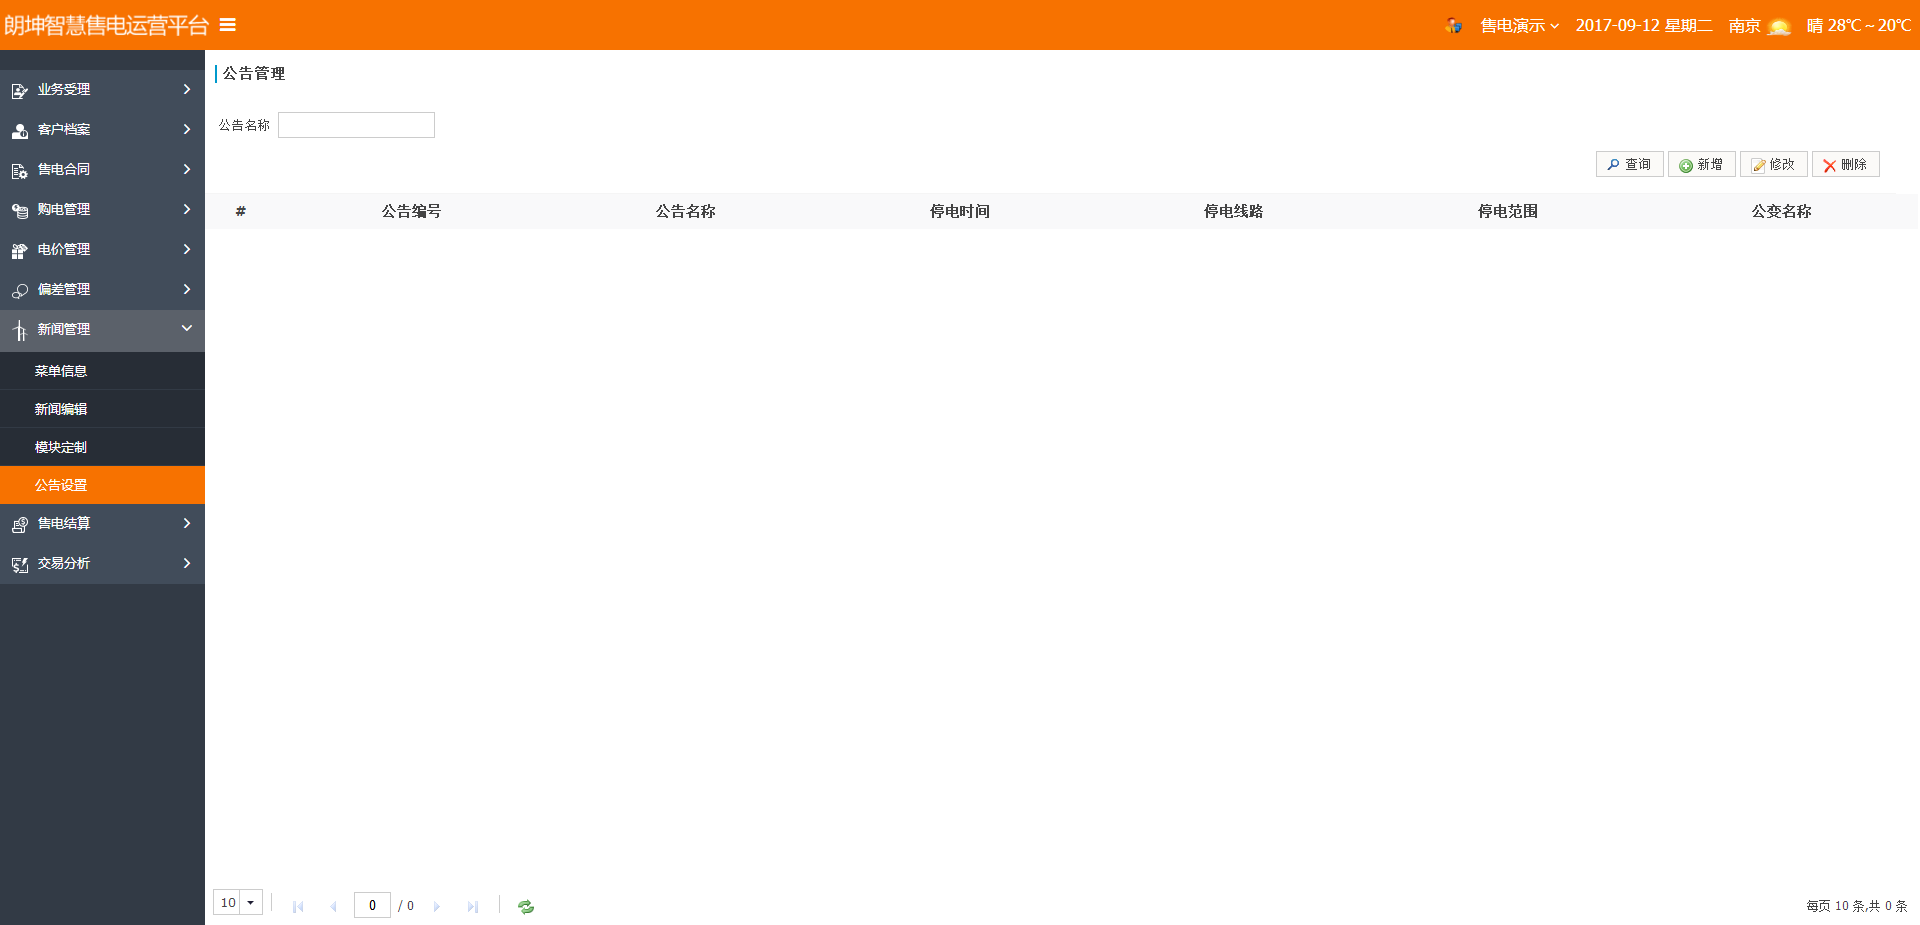 朗坤智慧售电运营平台
售电演示 2017-09-12 星期二 南京 晴 28℃~20℃
业务受理
客户档案
售电合同
购电管理
电价管理
偏差管理
新闻管理
菜单信息
新闻编辑
模块定制
公告设置
售电结算
交易分析
公告管理
公告名称
查询 新增 修改 删除
# 公告编号 公告名称 停电时间 停电线路 停电范围 公变名称
10 0 / 0 每页 10 条,共 0 条